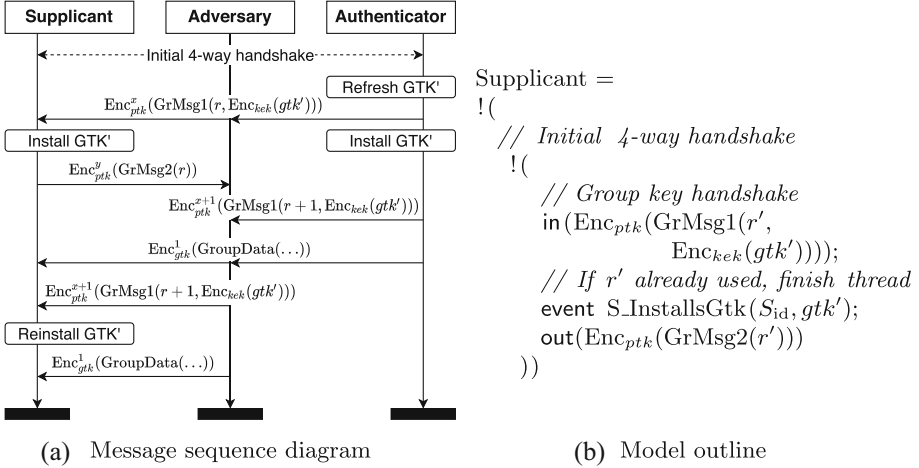 Supplicant
Adversary
Authenticator
Initial 4-way handshake
Refresh GTK'
Enc^x_ptk(GrMsg1(r, Enc_kek(gtk')))
Install GTK'
Install GTK'
Enc^y_ptk(GrMsg2(r))
Enc^{x+1}_ptk(GrMsg1(r + 1, Enc_kek(gtk')))
Enc^1_gtk(GroupData(...))
Enc^{x+1}_ptk(GrMsg1(r + 1, Enc_kek(gtk')))
Reinstall GTK'
Enc^1_gtk(GroupData(...))
(a) Message sequence diagram
Supplicant =
!(
// Initial 4-way handshake
!(
// Group key handshake
in(Enc_ptk(GrMsg1(r',
Enc_kek(gtk'))));
// If r' already used, finish thread
event S_InstallsGtk(S_id, gtk');
out(Enc_ptk(GrMsg2(r')))
))
(b) Model outline